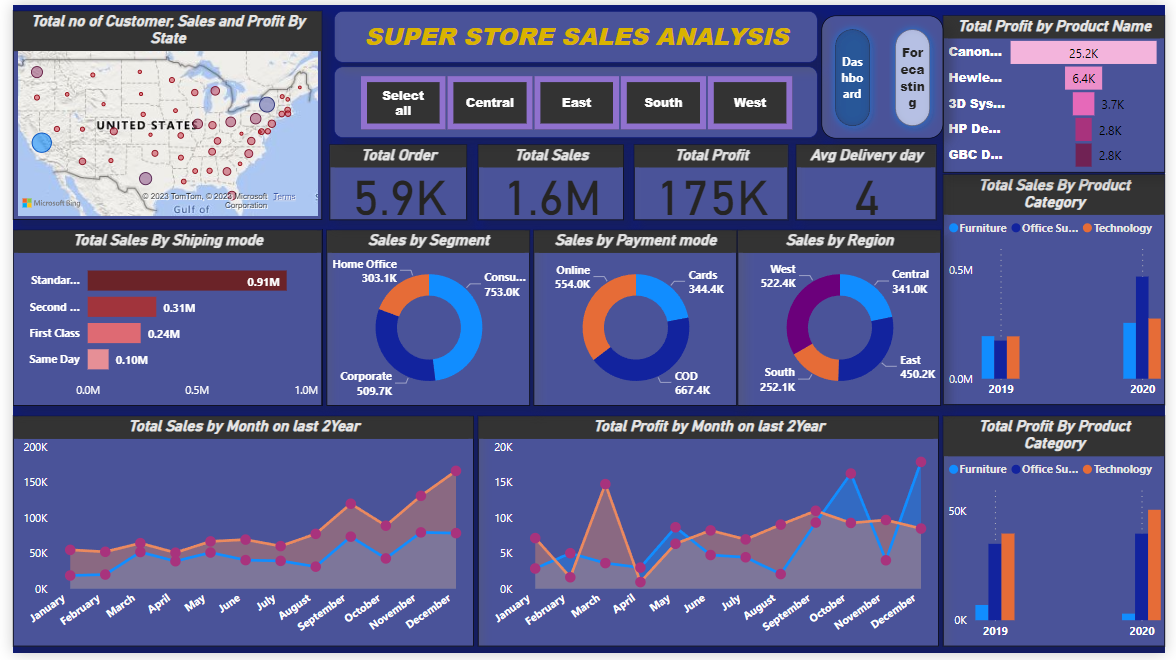 Total no of Customer, Sales and Profit By
State
UNITED STATES
© 2023 TomTom, © 2023 Microsoft
Corporation
Terms
Microsoft Bing
Gulf of
SUPER STORE SALES ANALYSIS
Select
all
Central
East
South
West
Das
hbo
ard
For
eca
stin
g
Total Order
5.9K
Total Sales
1.6M
Total Profit
175K
Avg Delivery day
4
Total Profit by Product Name
Canon... 25.2K
Hewle... 6.4K
3D Sys... 3.7K
HP De... 2.8K
GBC D... 2.8K
Total Sales By Product
Category
Furniture Office Su... Technology
0.5M
0.0M
2019 2020
Total Sales By Shiping mode
Standar... 0.91M
Second ... 0.31M
First Class 0.24M
Same Day 0.10M
0.0M 0.5M 1.0M
Sales by Segment
Home Office
303.1K
Consu...
753.0K
Corporate
509.7K
Sales by Payment mode
Online
554.0K
Cards
344.4K
COD
667.4K
Sales by Region
West
522.4K
Central
341.0K
South
252.1K
East
450.2K
Total Sales by Month on last 2Year
200K
150K
100K
50K
0K
January February March April May June July August September October November December
Total Profit by Month on last 2Year
20K
15K
10K
5K
0K
January February March April May June July August September October November December
Total Profit By Product
Category
Furniture Office Su... Technology
50K
0K
2019 2020